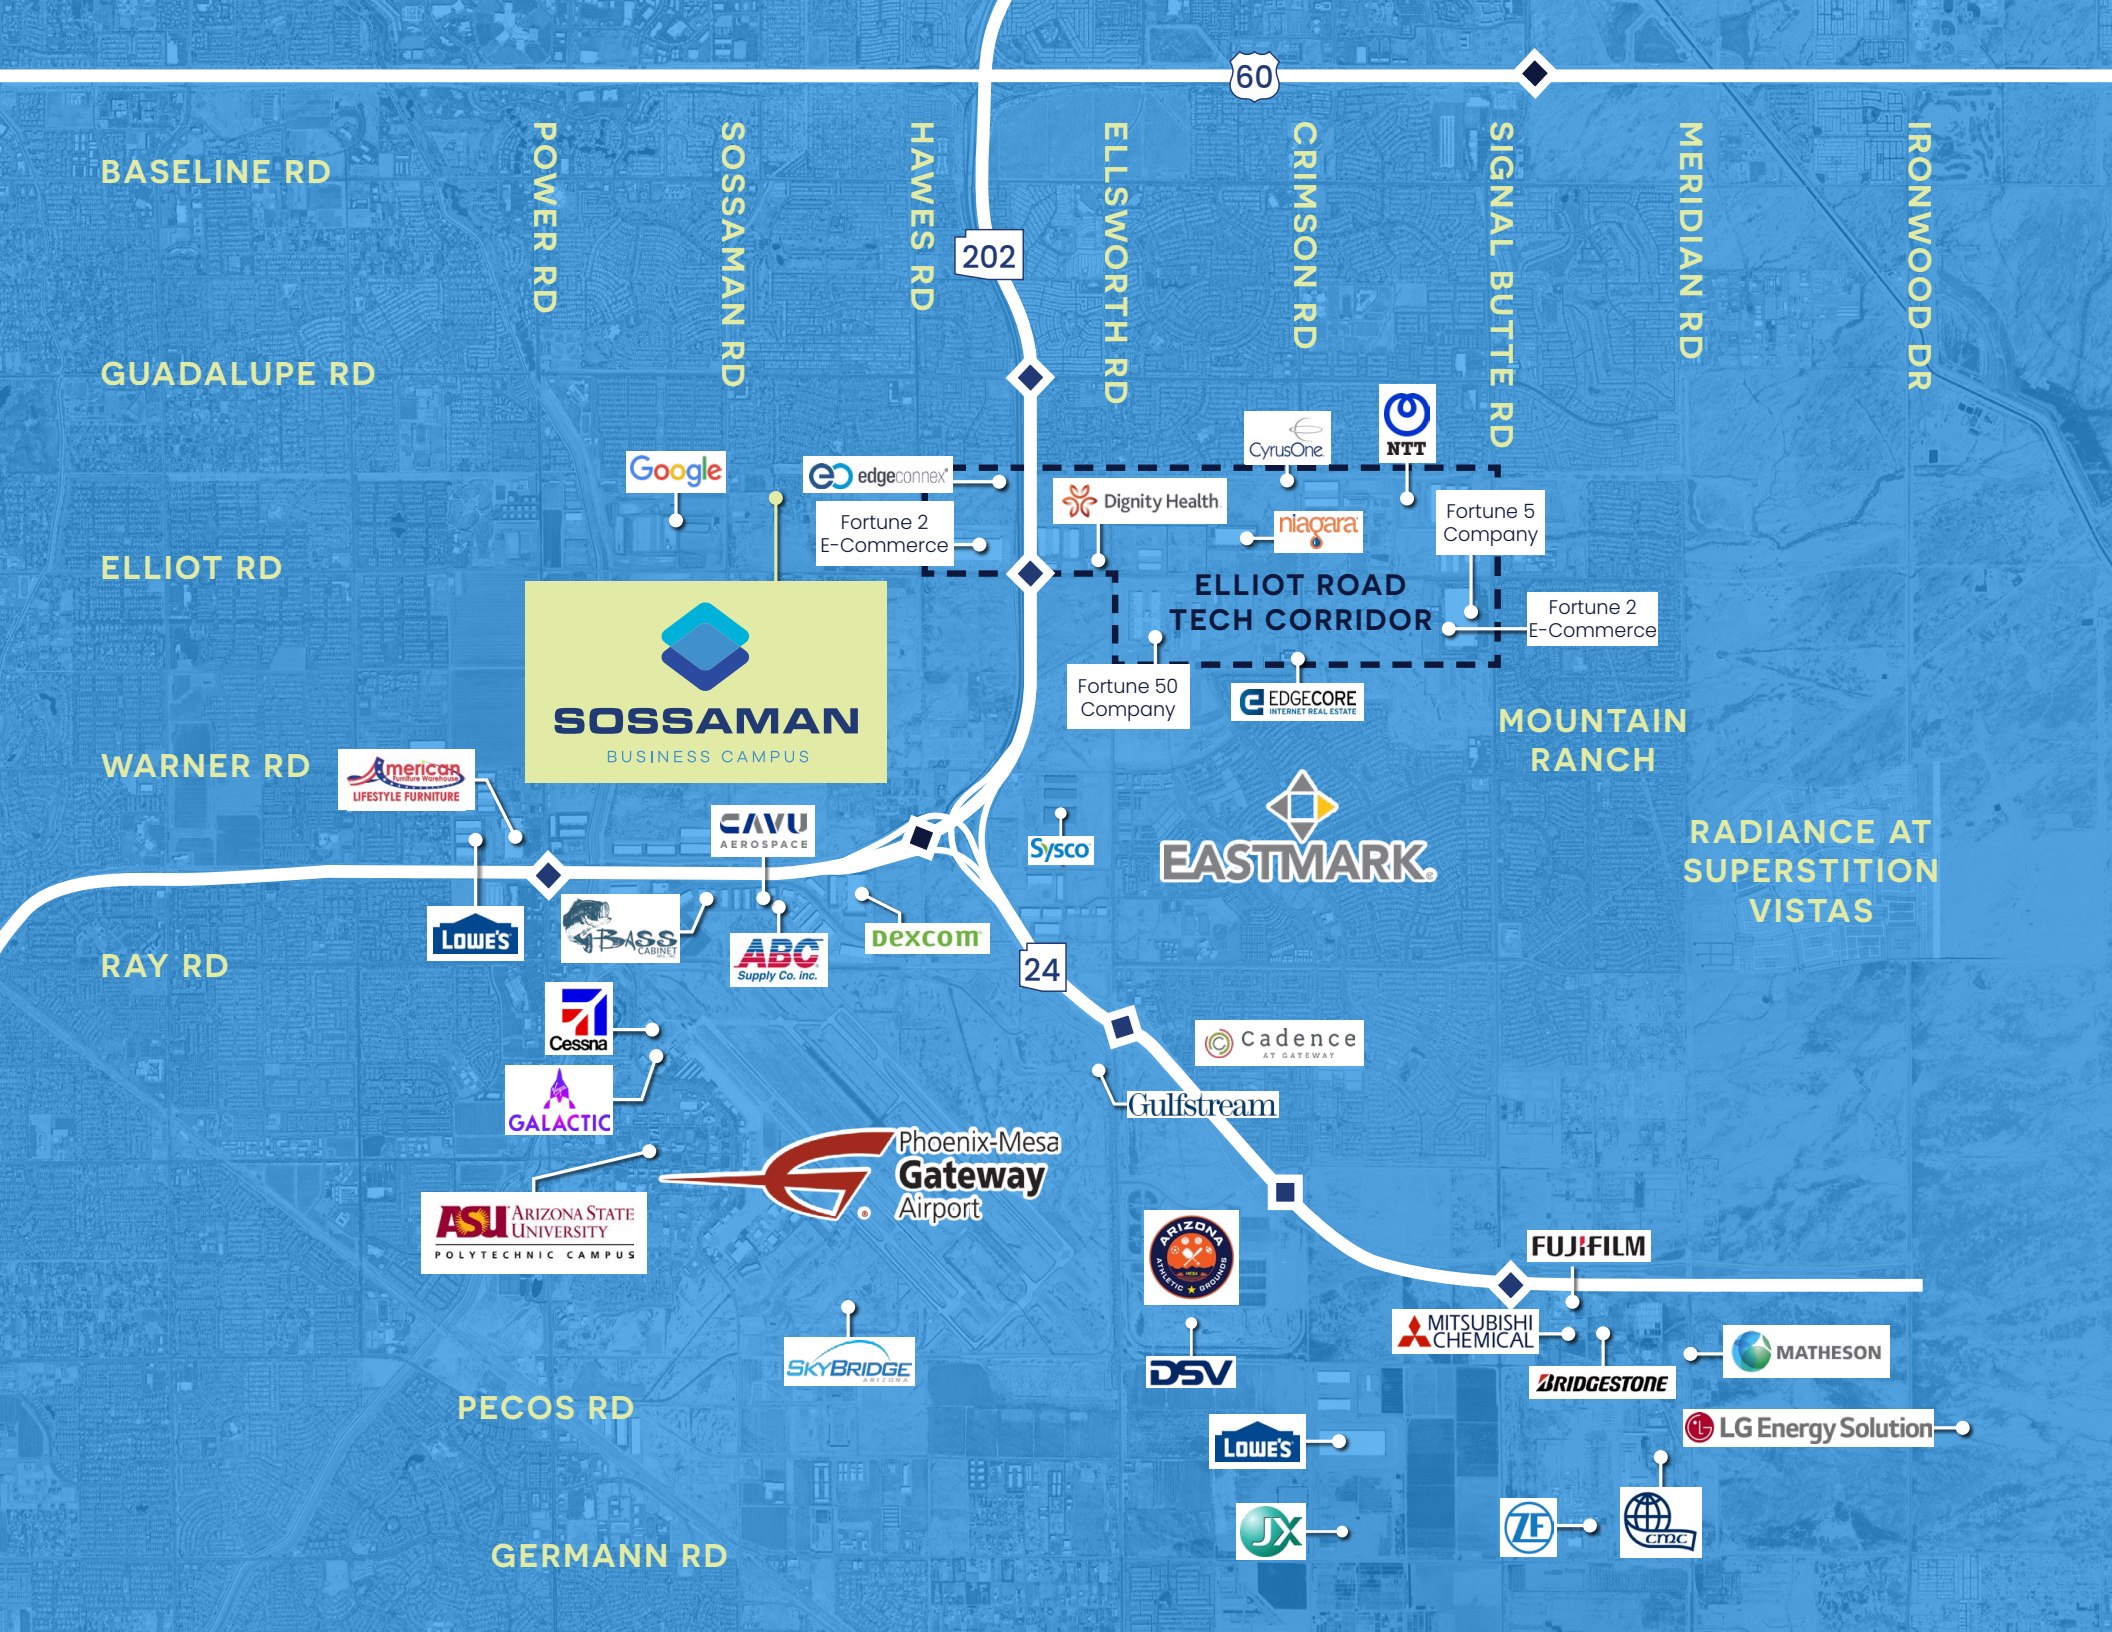 60
BASELINE RD
POWER RD
SOSSAMAN RD
HAWES RD
ELLSWORTH RD
CRIMSON RD
SIGNAL BUTTE RD
MERIDIAN RD
IRONWOOD DR
202
GUADALUPE RD
Google
edgeconnex
CyrusOne
NTT
Dignity Health
Fortune 2
E-Commerce
niagara
Fortune 5
Company
ELLIOT RD
ELLIOT ROAD
TECH CORRIDOR
Fortune 2
E-Commerce
SOSSAMAN
BUSINESS CAMPUS
Fortune 50
Company
EDGECORE
INTERNET REAL ESTATE
MOUNTAIN
RANCH
WARNER RD
American
Furniture Warehouse
LIFESTYLE FURNITURE
CAVU
AEROSPACE
Sysco
EASTMARK
RADIANCE AT
SUPERSTITION
VISTAS
LOWE'S
BASS
CABINET
ABC
Supply Co. inc.
Dexcom
RAY RD
24
Cessna
GALACTIC
Cadence
AT GATEWAY
Gulfstream
Phoenix-Mesa
Gateway
Airport
ASU ARIZONA STATE
UNIVERSITY
POLYTECHNIC CAMPUS
ARIZONA
MESA
ATHLETIC GROUNDS
FUJIFILM
SKYBRIDGE
ARIZONA
DSV
MITSUBISHI
CHEMICAL
BRIDGESTONE
MATHESON
PECOS RD
LOWE'S
LG Energy Solution
JX
ZF
CMC
GERMANN RD